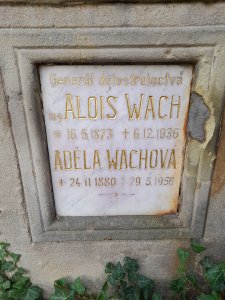 Generál dělostřelectva
Ing. ALOIS WACH
* 16.5.1873 ✝ 6.12.1936
ADÉLA WACHOVÁ
* 24.11.1880 ✝ 29.5.1956